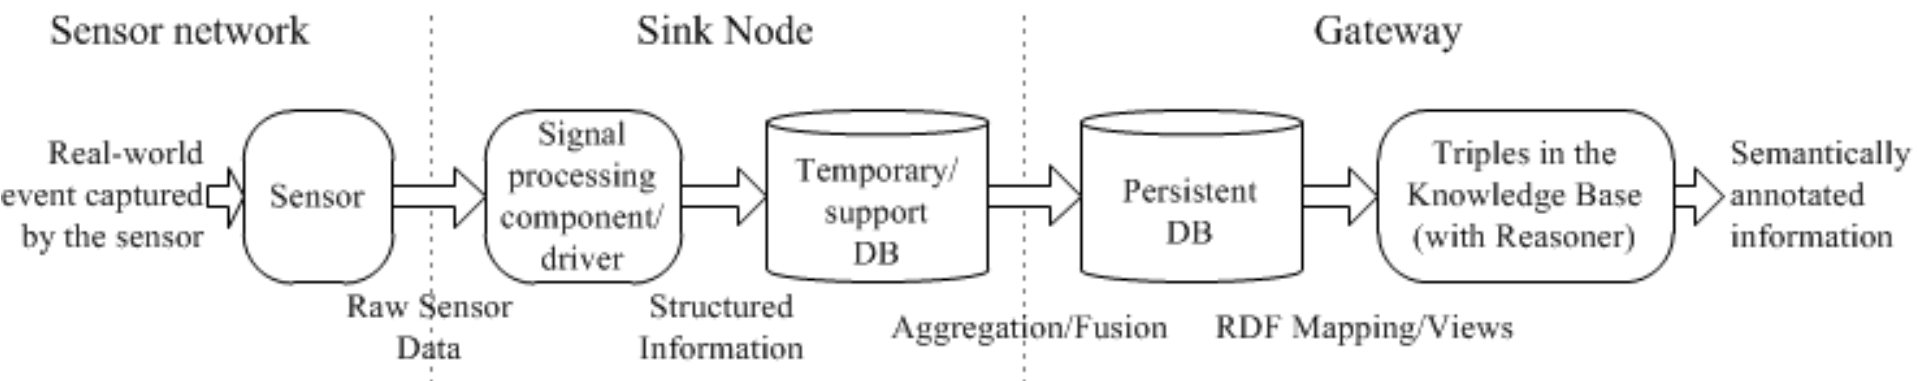 Sensor network
Sink Node
Gateway
Real-world
event captured
by the sensor
Sensor
Signal
processing
component/
driver
Temporary/
support
DB
Persistent
DB
Triples in the
Knowledge Base
(with Reasoner)
Semantically
annotated
information
Raw Sensor
Data
Structured
Information
Aggregation/Fusion
RDF Mapping/Views